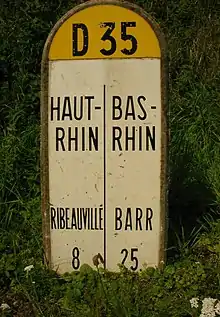 D 35
HAUT-
RHIN
RIBEAUVILLÉ
8
BAS-
RHIN
BARR
25